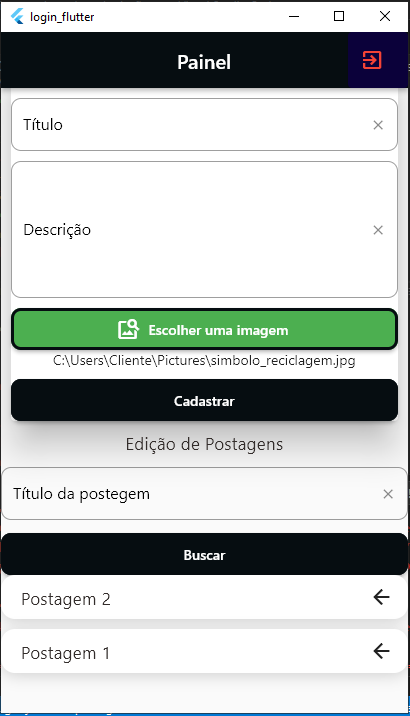 login_flutter
Painel
Título
Descrição
Escolher uma imagem
C:\Users\Cliente\Pictures\simbolo_reciclagem.jpg
Cadastrar
Edição de Postagens
Título da postegem
Buscar
Postagem 2
Postagem 1